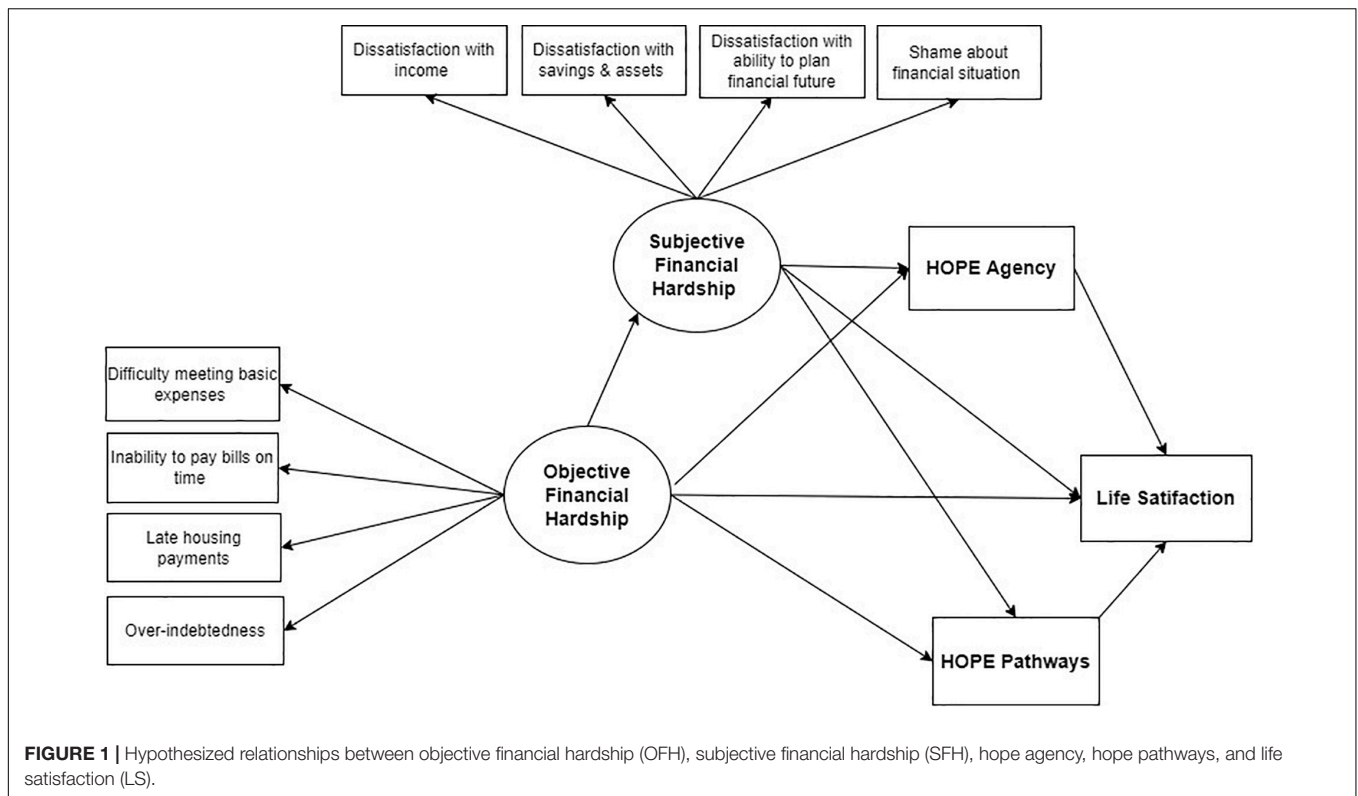 Dissatisfaction with
income
Dissatisfaction with
savings & assets
Dissatisfaction with
ability to plan
financial future
Shame about
financial situation
Subjective
Financial
Hardship
HOPE Agency
Difficulty meeting basic
expenses
Inability to pay bills on
time
Late housing
payments
Over-indebtedness
Objective
Financial
Hardship
Life Satifaction
HOPE Pathways
FIGURE 1 | Hypothesized relationships between objective financial hardship (OFH), subjective financial hardship (SFH), hope agency, hope pathways, and life
satisfaction (LS).